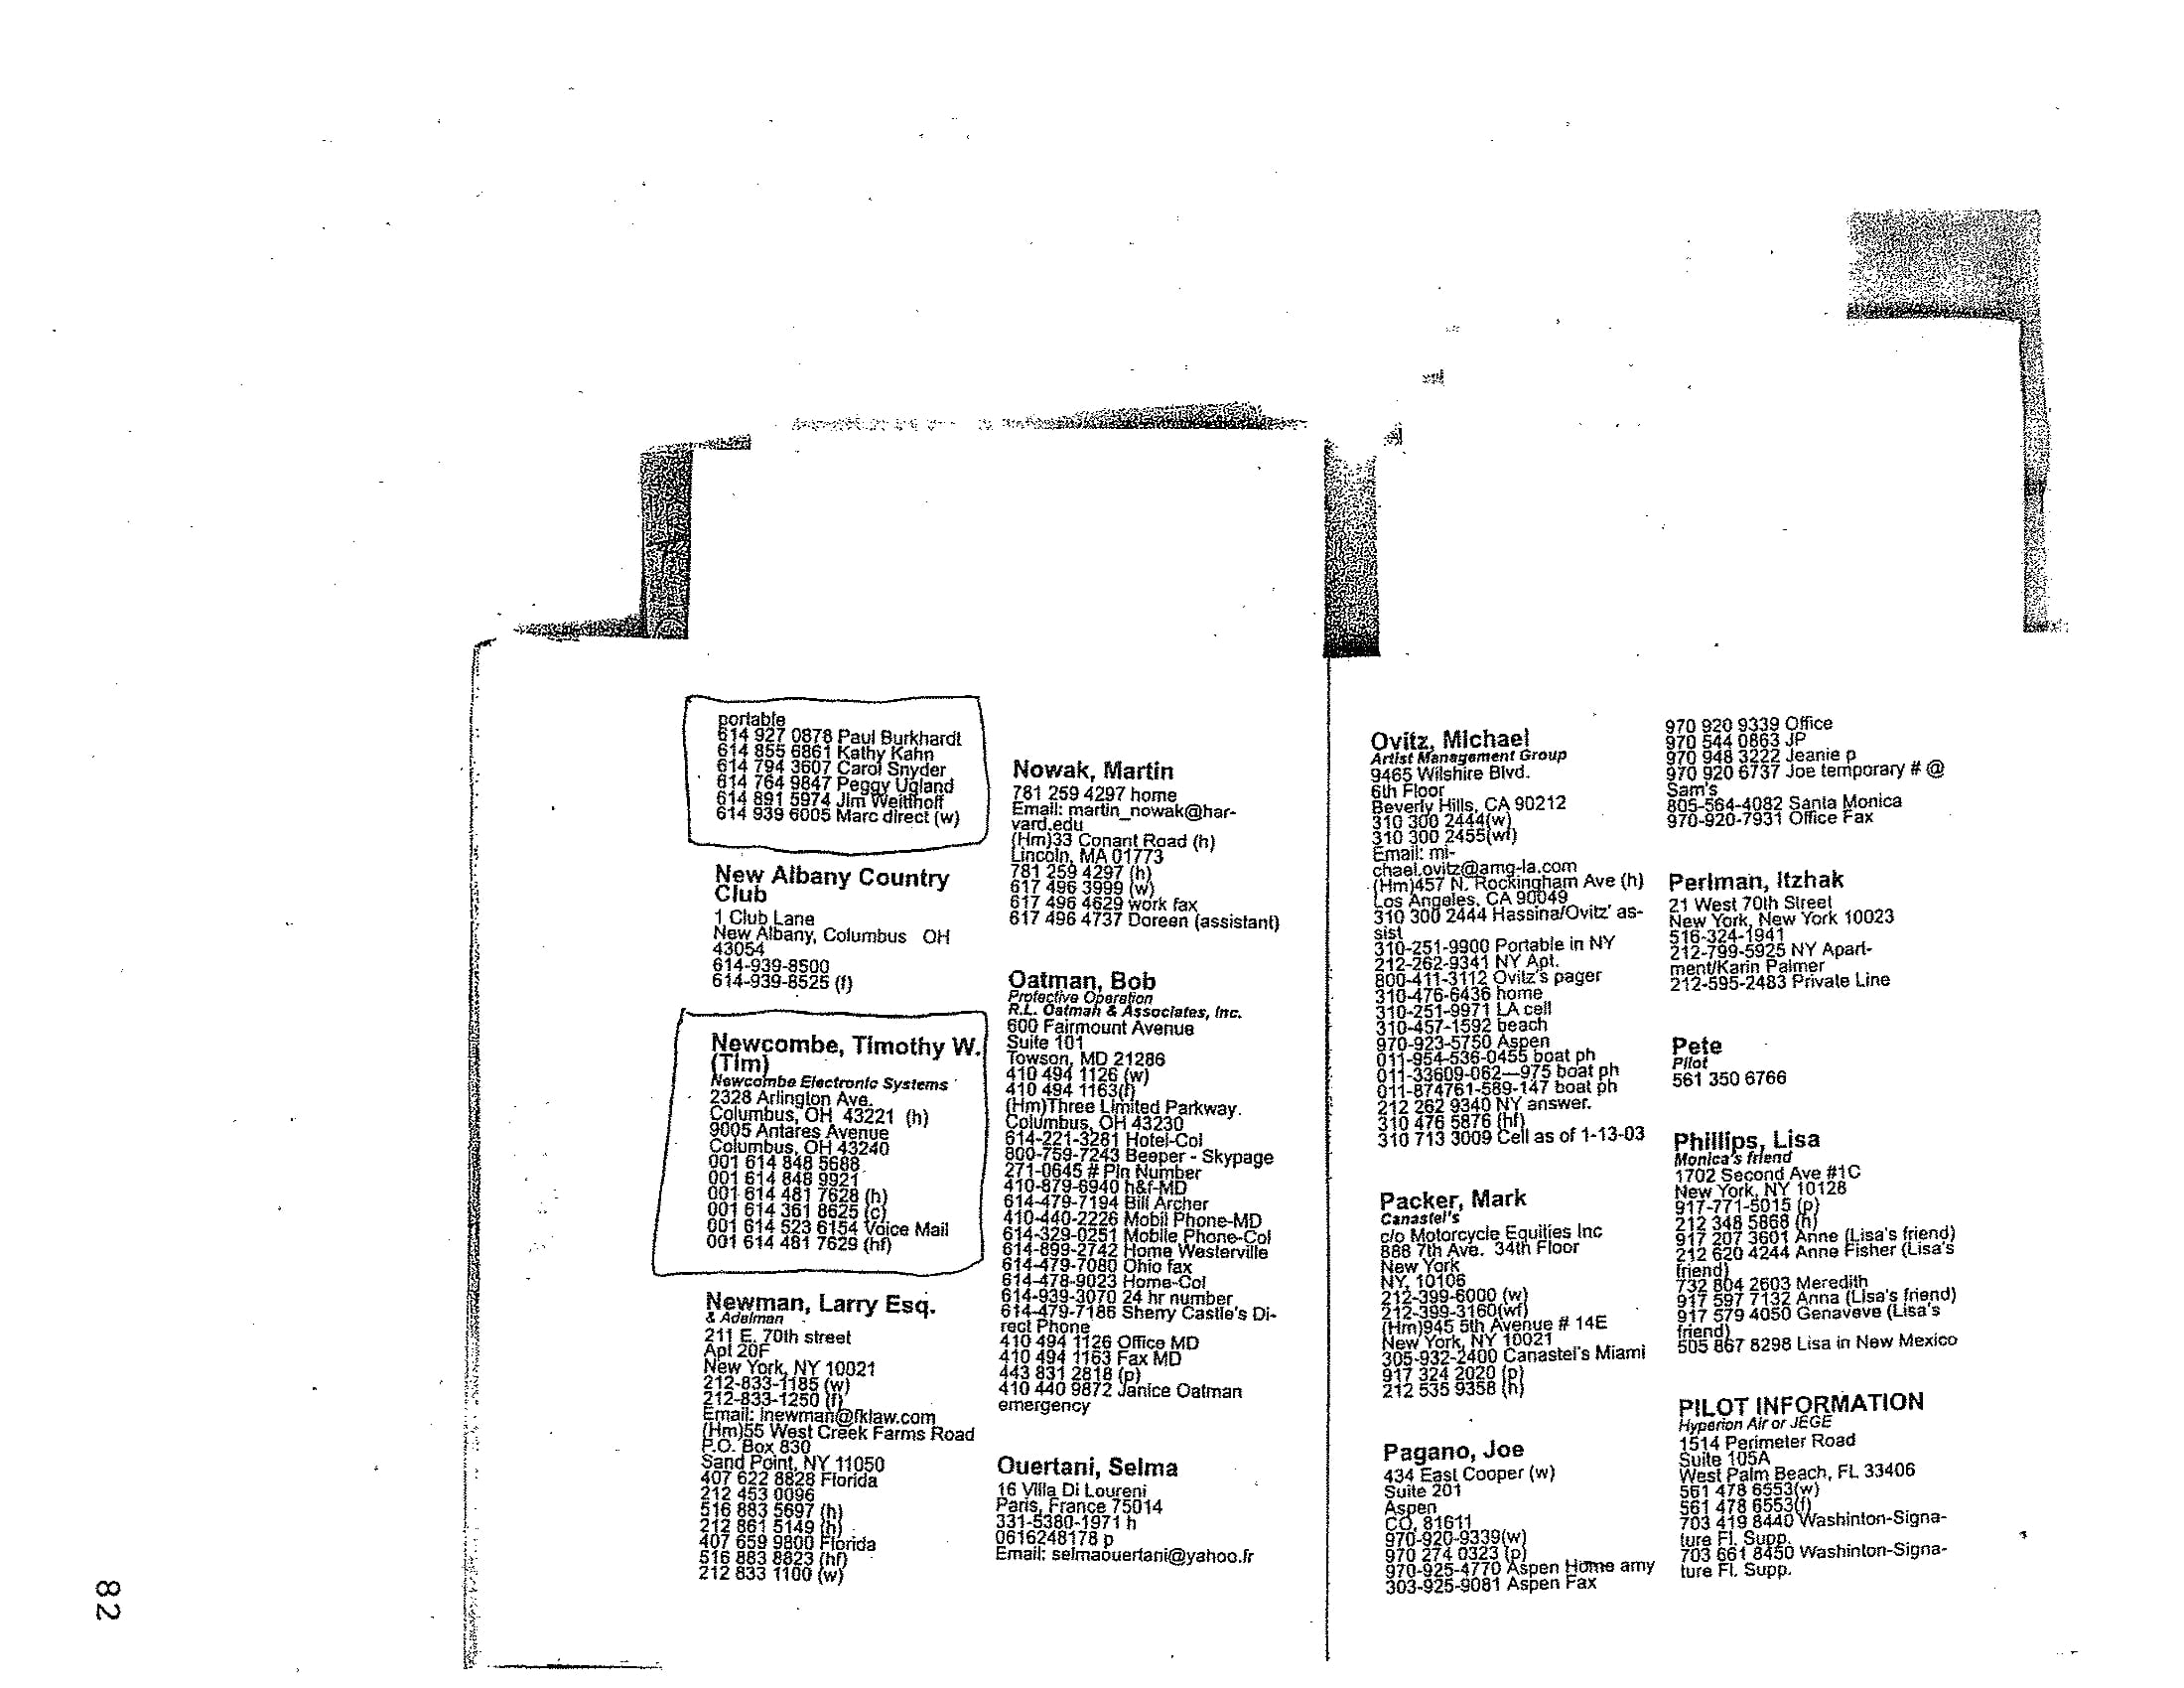 portable
614 927 0878 Paul Burkhardt
614 855 6861 Kathy Kahn
614 794 3607 Carol Snyder
614 764 9847 Peggy Ugland
614 891 5974 Jim Weithhoff
614 939 6005 Marc direct (w)
New Albany Country
Club
1 Club Lane
New Albany, Columbus OH
43054
614-939-8500
614-939-8525 (f)
Newcombe, Timothy W.
(Tim)
Newcombe Electronic Systems
2328 Arlington Ave.
Columbus, OH 43221 (h)
9005 Antares Avenue
Columbus, OH 43240
001 614 848 5688
001 614 848 9921
001 614 481 7628 (h)
001 614 361 8625 (c)
001 614 523 6154 Voice Mail
001 614 481 7629 (hf)
Newman, Larry Esq.
& Adelman
211 E. 70th street
Apt 20F
New York, NY 10021
212-833-1185 (w)
212-833-1250 (f)
Email: lnewman@fklaw.com
(Hm)55 West Creek Farms Road
P.O. Box 830
Sand Point, NY 11050
407 622 8828 Florida
212 453 0096
516 883 5697 (h)
212 861 5149 (h)
407 659 9800 Florida
516 883 8823 (hf)
212 833 1100 (w)
Nowak, Martin
781 259 4297 home
Email: martin_nowak@har-
vard.edu
(Hm)33 Conant Road (h)
Lincoln, MA 01773
781 259 4297 (h)
617 496 3999 (w)
617 496 4629 work fax
617 496 4737 Doreen (assistant)
Oatman, Bob
Protective Operation
R.L. Oatman & Associates, Inc.
600 Fairmount Avenue
Suite 101
Towson, MD 21286
410 494 1126 (w)
410 494 1163(f)
(Hm)Three Limited Parkway.
Columbus, OH 43230
614-221-3281 Hotel-Col
800-759-7243 Beeper - Skypage
271-0645 # Pin Number
410-879-6940 h&f-MD
614-479-7194 Bill Archer
410-440-2226 Mobil Phone-MD
614-329-0251 Mobile Phone-Col
614-899-2742 Home Westerville
614-479-7080 Ohio fax
614-478-9023 Home-Col
614-939-3070 24 hr number
614-479-7186 Sherry Castle's Di-
rect Phone
410 494 1126 Office MD
410 494 1163 Fax MD
443 831 2818 (p)
410 440 9872 Janice Oatman
emergency
Ouertani, Selma
16 Villa Di Loureni
Paris, France 75014
331-5380-1971 h
0616248178 p
Email: selmaouertani@yahoo.fr
Ovitz, Michael
Artist Management Group
9465 Wilshire Blvd.
6th Floor
Beverly Hills, CA 90212
310 300 2444(w)
310 300 2455(wf)
Email: mi-
chael.ovitz@amg-la.com
(Hm)457 N. Rockingham Ave (h)
Los Angeles, CA 90049
310 300 2444 Hassina/Ovitz' as-
sist
310-251-9900 Portable in NY
212-262-9341 NY Apt.
800-411-3112 Ovitz's pager
310-476-6436 home
310-251-9971 LA cell
310-457-1592 beach
970-923-5750 Aspen
011-954-536-0455 boat ph
011-33609-062—975 boat ph
011-874761-589-147 boat ph
212 262 9340 NY answer.
310 476 5876 (hf)
310 713 3009 Cell as of 1-13-03
Packer, Mark
Canastel's
c/o Motorcycle Equities Inc
888 7th Ave. 34th Floor
New York
NY, 10106
212-399-6000 (w)
212-399-3160(wf)
(Hm)945 5th Avenue # 14E
New York, NY 10021
305-932-2400 Canastel's Miami
917 324 2020 (p)
212 535 9358 (h)
Pagano, Joe
434 East Cooper (w)
Suite 201
Aspen
CO, 81611
970-920-9339(w)
970 274 0323 (p)
970-925-4770 Aspen Home amy
303-925-9081 Aspen Fax
970 920 9339 Office
970 544 0863 JP
970 948 3222 Jeanie p
970 920 6737 Joe temporary # @
Sam's
805-564-4082 Santa Monica
970-920-7931 Office Fax
Perlman, Itzhak
21 West 70th Street
New York, New York 10023
516-324-1941
212-799-5925 NY Apart-
ment/Karin Palmer
212-595-2483 Private Line
Pete
Pilot
561 350 6766
Phillips, Lisa
Monica's friend
1702 Second Ave #1C
New York, NY 10128
917-771-5015 (p)
212 348 5868 (h)
917 207 3601 Anne (Lisa's friend)
212 620 4244 Anne Fisher (Lisa's
friend)
732 804 2603 Meredith
917 597 7132 Anna (Lisa's friend)
917 579 4050 Genaveve (Lisa's
friend)
505 867 8298 Lisa in New Mexico
PILOT INFORMATION
Hyperion Air or JEGE
1514 Perimeter Road
Suite 105A
West Palm Beach, FL 33406
561 478 6553(w)
561 478 6553(f)
703 419 8440 Washinton-Signa-
ture Fl. Supp.
703 661 8450 Washinton-Signa-
ture Fl. Supp.
82